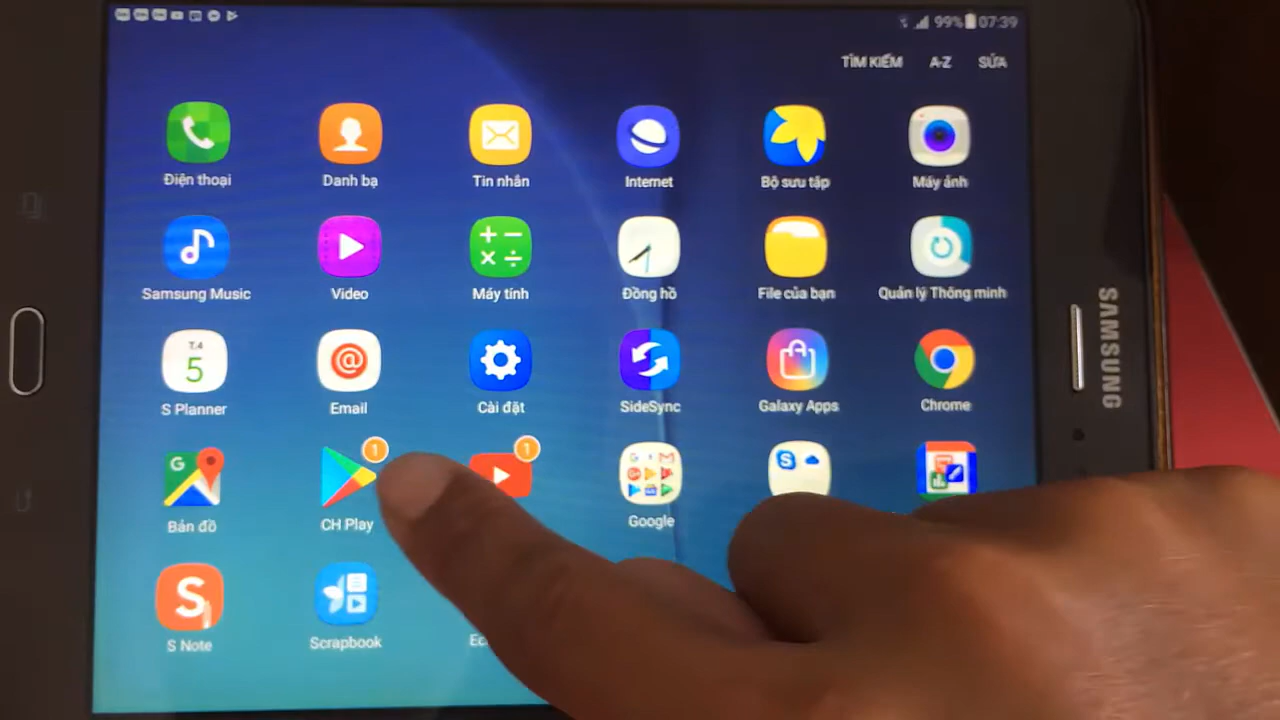 99% 07:39
TÌM KIẾM A-Z SỬA
Điện thoại Danh bạ Tin nhắn Internet Bộ sưu tập Máy ảnh
Samsung Music Video Máy tính Đồng hồ File của bạn Quản lý Thông minh
T.4
5
S Planner Email Cài đặt SideSync Galaxy Apps Chrome
G 1 1
Bản đồ CH Play Google
S Note Scrapbook
SAMSUNG